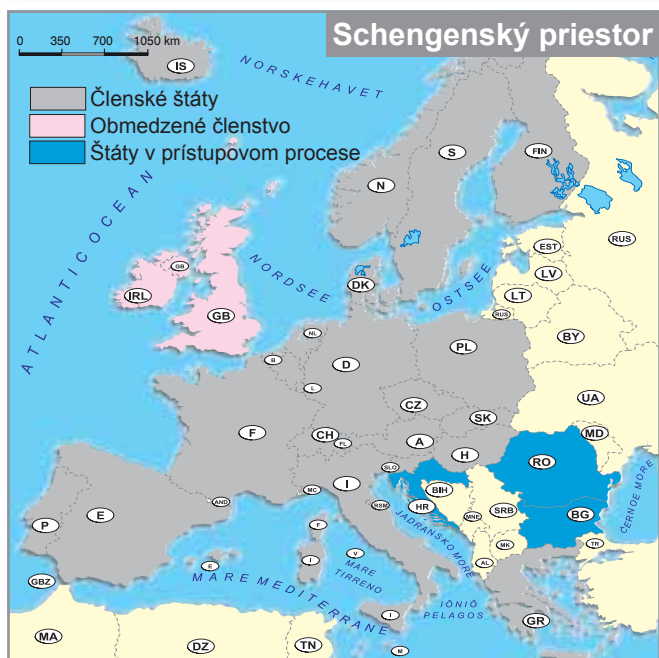 Schengenský priestor
0 350 700 1050 km
Členské štáty
Obmedzené členstvo
Štáty v prístupovom procese
IS
NORSKEHAVET
S
FIN
N
RUS
ATLANTIC OCEAN
EST
GB
NORDSEE
LV
DK
OSTSEE
IRL
LT
GB
RUS
NL
BY
PL
B
D
L
UA
CZ
SK
F
CH
A
MD
FL
H
RO
SLO
I
MC
BIH
AND
RSM
HR
SRB
E
BG
ČERNOE MORE
P
F
JADRANSKO MORE
MNE
V
MK
TR
E
I
MARE
TIRRENO
AL
GBZ
MARE MEDITERRANE
IÓNIO
PELAGOS
I
GR
MA
DZ
TN
M